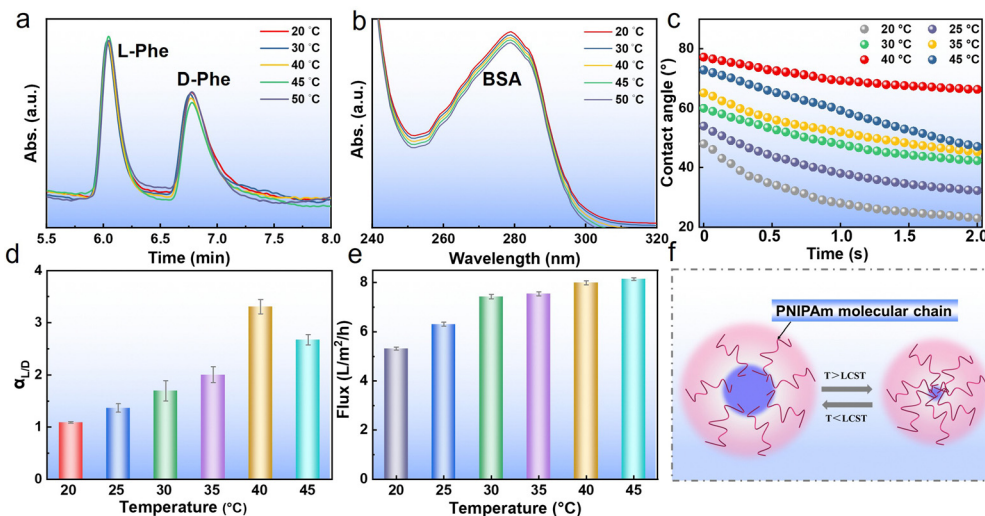 a
L-Phe
D-Phe
20 °C
30 °C
40 °C
45 °C
50 °C
Abs. (a.u.)
5.5 6.0 6.5 7.0 7.5 8.0
Time (min)
b
BSA
20 °C
30 °C
40 °C
45 °C
50 °C
Abs. (a.u.)
240 260 280 300 320
Wavelength (nm)
c
20 °C 25 °C
30 °C 35 °C
40 °C 45 °C
Contact angle (°)
80
60
40
20
0 0.5 1.0 1.5 2.0
Time (s)
d
αL/D
4
3
2
1
0
20 25 30 35 40 45
Temperature (°C)
e
Flux (L/m²/h)
8
6
4
2
0
20 25 30 35 40 45
Temperature (°C)
f
PNIPAm molecular chain
T>LCST
T<LCST